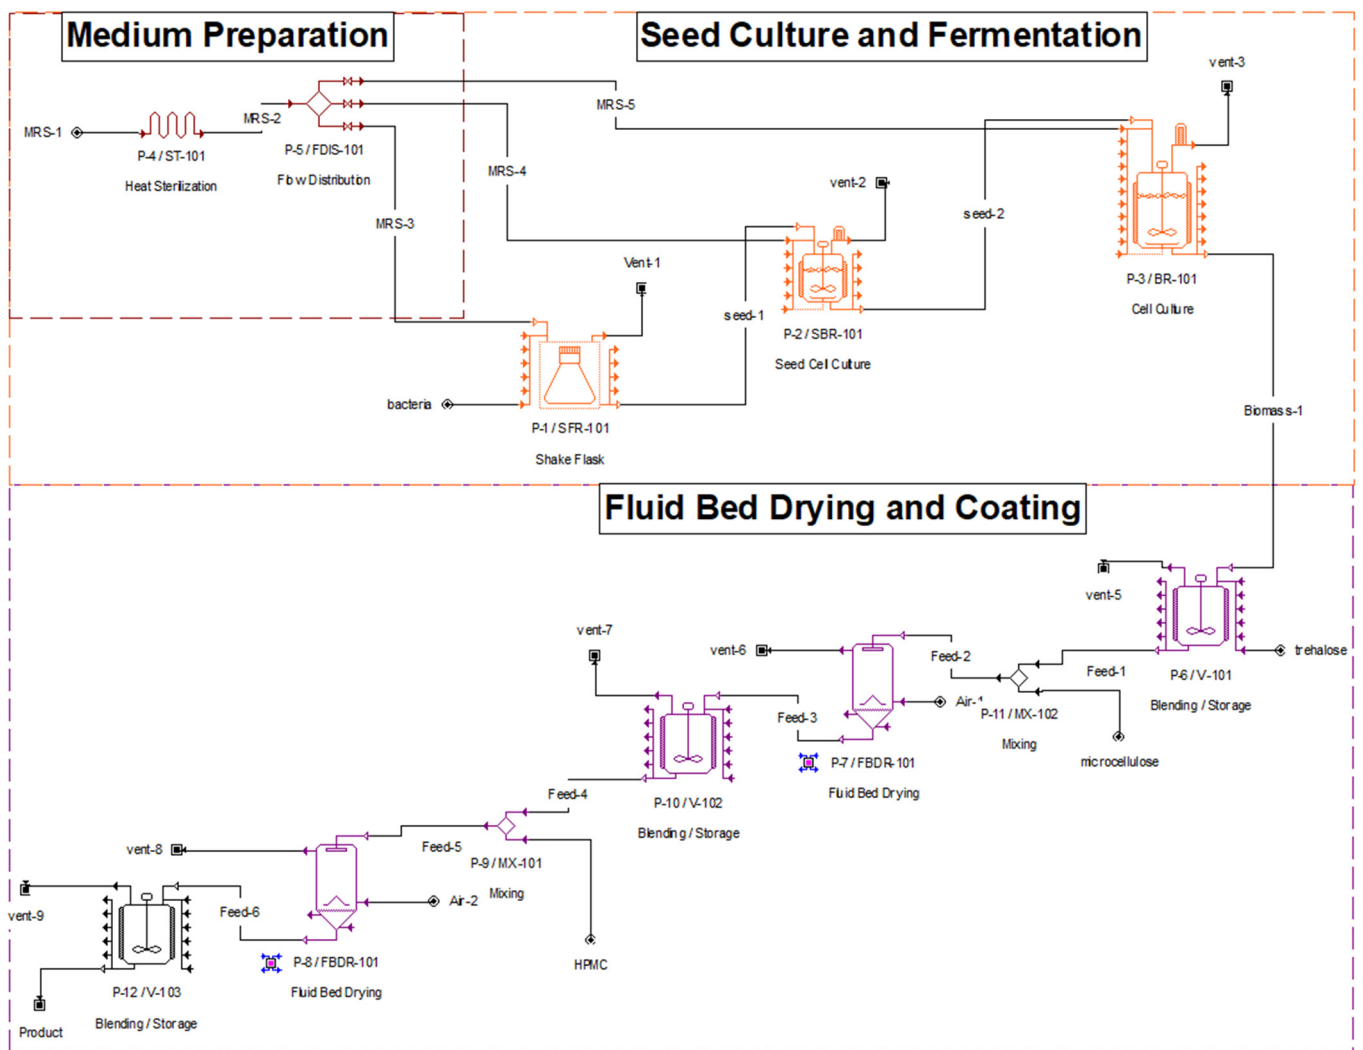 Medium Preparation
Seed Culture and Fermentation
vent-3
MRS-1
MRS-2
MRS-5
P-4 / ST-101
Heat Sterilization
P-5 / FDIS-101
Flow Distribution
MRS-4
MRS-3
vent-2
seed-2
P-3 / BR-101
Cell Culture
Vent-1
seed-1
P-2 / SBR-101
Seed Cell Culture
bacteria
P-1 / SFR-101
Shake Flask
Biomass-1
Fluid Bed Drying and Coating
vent-5
trehalose
P-6 / V-101
Blending / Storage
Feed-1
vent-7
vent-6
Feed-2
Air-1
P-11 / MX-102
Mixing
microcellulose
Feed-3
P-7 / FBDR-101
Fluid Bed Drying
Feed-4
P-10 / V-102
Blending / Storage
vent-8
Feed-5
P-9 / MX-101
Mixing
Air-2
HPMC
vent-9
Feed-6
P-8 / FBDR-101
Fluid Bed Drying
P-12 / V-103
Blending / Storage
Product